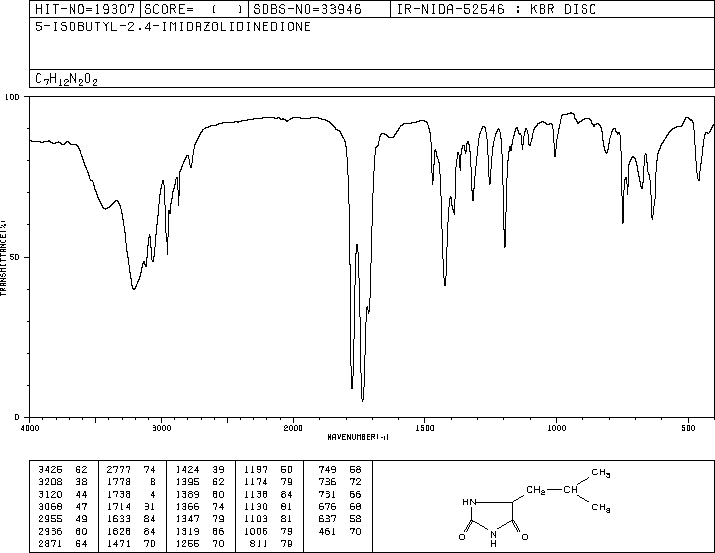 HIT-NO=19307 SCORE= ( ) SDBS-NO=33946 IR-NIDA-52546 : KBR DISC
5-ISOBUTYL-2,4-IMIDAZOLIDINEDIONE
C7H12N2O2
100
50
0
TRANSMITTANCE(%)
4000 3000 2000 1500 1000 500
WAVENUMBER(-1)
3425 62 2777 74 1424 39 1197 50 749 58
3208 38 1778 8 1395 62 1174 79 736 72
3120 44 1738 4 1389 60 1138 84 731 66
3068 47 1714 31 1366 74 1130 81 676 68
2955 49 1633 84 1347 79 1103 81 637 58
2936 60 1628 84 1319 66 1006 79 461 70
2871 64 1471 70 1255 70 811 79
CH3
CH2 CH
CH3
HN
O N O
H